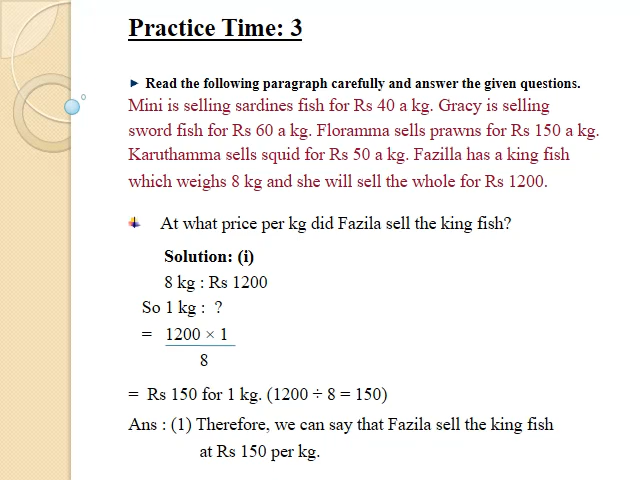 Practice Time: 3
Read the following paragraph carefully and answer the given questions.
Mini is selling sardines fish for Rs 40 a kg. Gracy is selling
sword fish for Rs 60 a kg. Floramma sells prawns for Rs 150 a kg.
Karuthamma sells squid for Rs 50 a kg. Fazilla has a king fish
which weighs 8 kg and she will sell the whole for Rs 1200.
At what price per kg did Fazila sell the king fish?
Solution: (i)
8 kg : Rs 1200
So 1 kg : ?
= 1200 × 1
8
= Rs 150 for 1 kg. (1200 ÷ 8 = 150)
Ans : (1) Therefore, we can say that Fazila sell the king fish
at Rs 150 per kg.